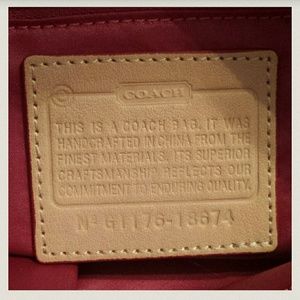 COACH
THIS IS A COACH BAG. IT WAS
HANDCRAFTED IN CHINA FROM THE
FINEST MATERIALS. ITS SUPERIOR
CRAFTSMANSHIP REFLECTS OUR
COMMITMENT TO ENDURING QUALITY.
Nº G1176-18674